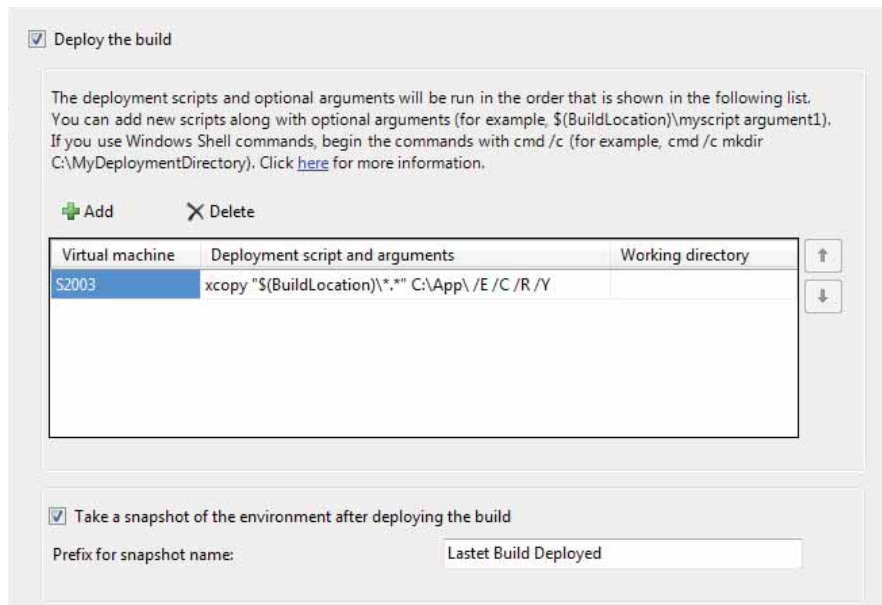 Deploy the build
The deployment scripts and optional arguments will be run in the order that is shown in the following list.
You can add new scripts along with optional arguments (for example, $(BuildLocation)\myscript argument1).
If you use Windows Shell commands, begin the commands with cmd /c (for example, cmd /c mkdir
C:\MyDeploymentDirectory). Click here for more information.
Add Delete
Virtual machine Deployment script and arguments Working directory
S2003 xcopy "$(BuildLocation)\*.*" C:\App\ /E /C /R /Y
Take a snapshot of the environment after deploying the build
Prefix for snapshot name: Lastet Build Deployed